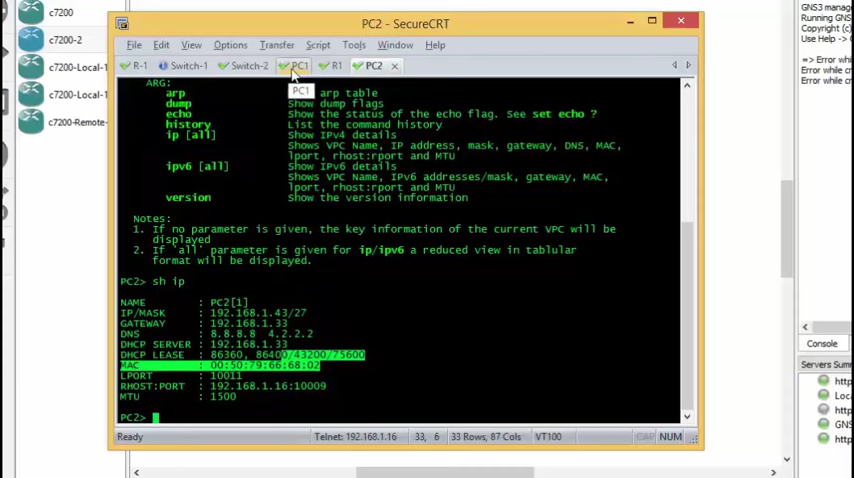 c7200
c7200-2
c7200-Local-1
c7200-Local-1
c7200-Remote-
PC2 - SecureCRT
File Edit View Options Transfer Script Tools Window Help
R-1 Switch-1 Switch-2 PC1 R1 PC2
PC1
ARG:
arp arp table
dump Show dump flags
echo Show the status of the echo flag. See set echo ?
history List the command history
ip [all] Show IPv4 details
Shows VPC Name, IP address, mask, gateway, DNS, MAC,
lport, rhost:rport and MTU
ipv6 [all] Show IPv6 details
Shows VPC Name, IPv6 addresses/mask, gateway, MAC,
lport, rhost:rport and MTU
version Show the version information
Notes:
1. If no parameter is given, the key information of the current VPC will be
displayed
2. If 'all' parameter is given for ip/ipv6 a reduced view in tablular
format will be displayed.
PC2> sh ip
NAME : PC2[1]
IP/MASK : 192.168.1.43/27
GATEWAY : 192.168.1.33
DNS : 8.8.8.8 4.2.2.2
DHCP SERVER : 192.168.1.33
DHCP LEASE : 86360, 86400/43200/75600
MAC : 00:50:79:66:68:02
LPORT : 10011
RHOST:PORT : 192.168.1.16:10009
MTU : 1500
PC2>
Ready Telnet: 192.168.1.16 33, 6 33 Rows, 87 Cols VT100 CAP NUM
GNS3 manage
Running GNS
Copyright (c)
Use Help -> G
=> Error whi
Error while cr
Error while cr
Console
Servers Summ
http
Loca
http
GNS
http